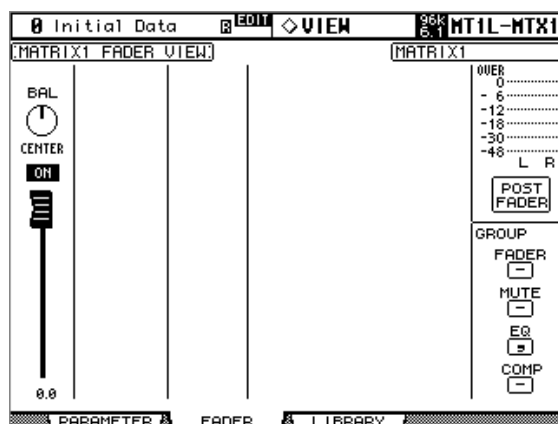 0 Initial Data R EDIT ◇VIEW 96k 6.1 MT1L-MTX1
MATRIX1 FADER VIEW
MATRIX1
BAL
CENTER
ON
0.0
OVER
0
- 6
-12
-18
-30
-48
L R
POST FADER
GROUP
FADER
-
MUTE
-
EQ
COMP
-
PARAMETER FADER LIBRARY